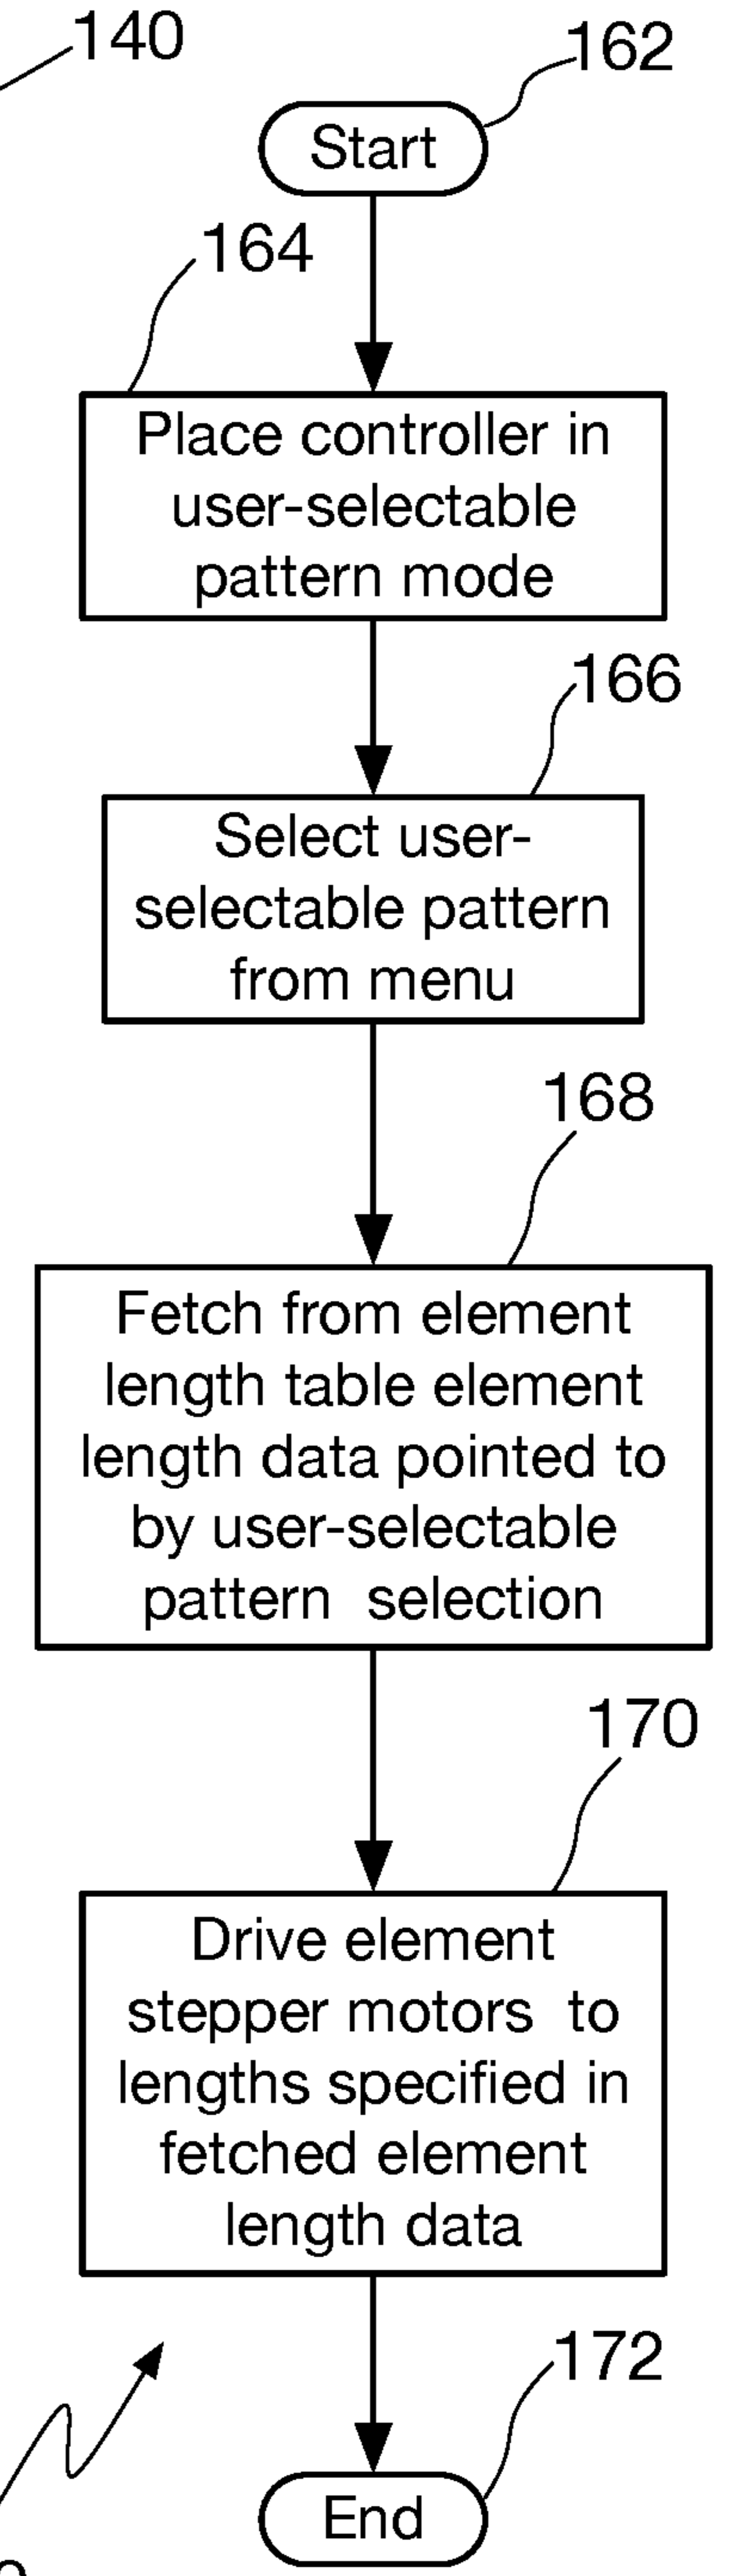 140
162
Start
164
Place controller in
user-selectable
pattern mode
166
Select user-
selectable pattern
from menu
168
Fetch from element
length table element
length data pointed to
by user-selectable
pattern selection
170
Drive element
stepper motors to
lengths specified in
fetched element
length data
172
End